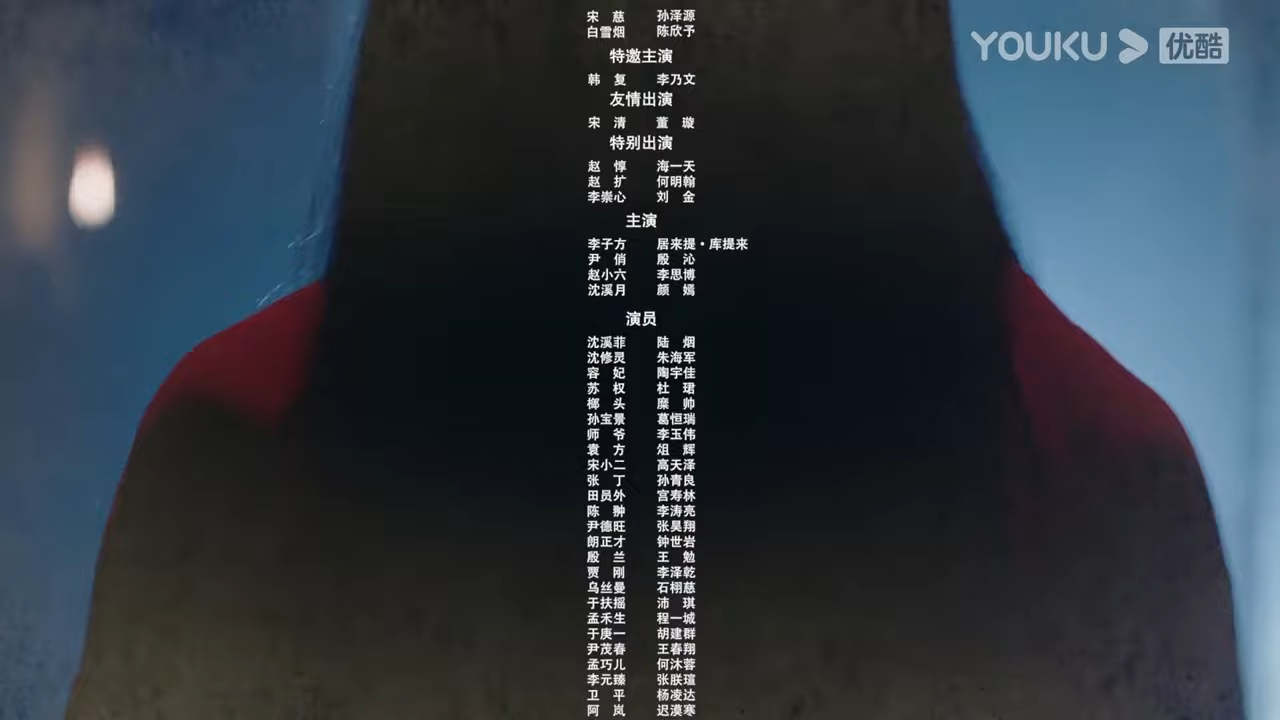 宋 慈 孙泽源
白雪烟 陈欣予
YOUKU 优酷
特邀主演
韩 复 李乃文
友情出演
宋 清 董 璇
特别出演
赵 惇 海一天
赵 扩 何明翰
李崇心 刘 金
主演
李子方 居来提·库提来
尹 俏 殷 沁
赵小六 李思博
沈溪月 颜 嫣
演员
沈溪菲 陆 烟
沈修灵 朱海军
容 妃 陶宇佳
苏 权 杜 珺
榔 头 糜 帅
孙宝景 葛恒瑞
师 爷 李玉伟
袁 方 俎 辉
宋小二 高天泽
张 丁 孙青良
田员外 宫寿林
陈 翀 李涛亮
尹德旺 张昊翔
朗正才 钟世岩
殷 兰 王 勉
贾 刚 李泽乾
乌丝曼 石栩慈
于扶摇 沛 琪
孟禾生 程一城
于庚一 胡建群
尹茂春 王春翔
孟巧儿 何沐蓉
李元臻 张朕瑄
卫 平 杨凌达
阿 岚 迟漠寒